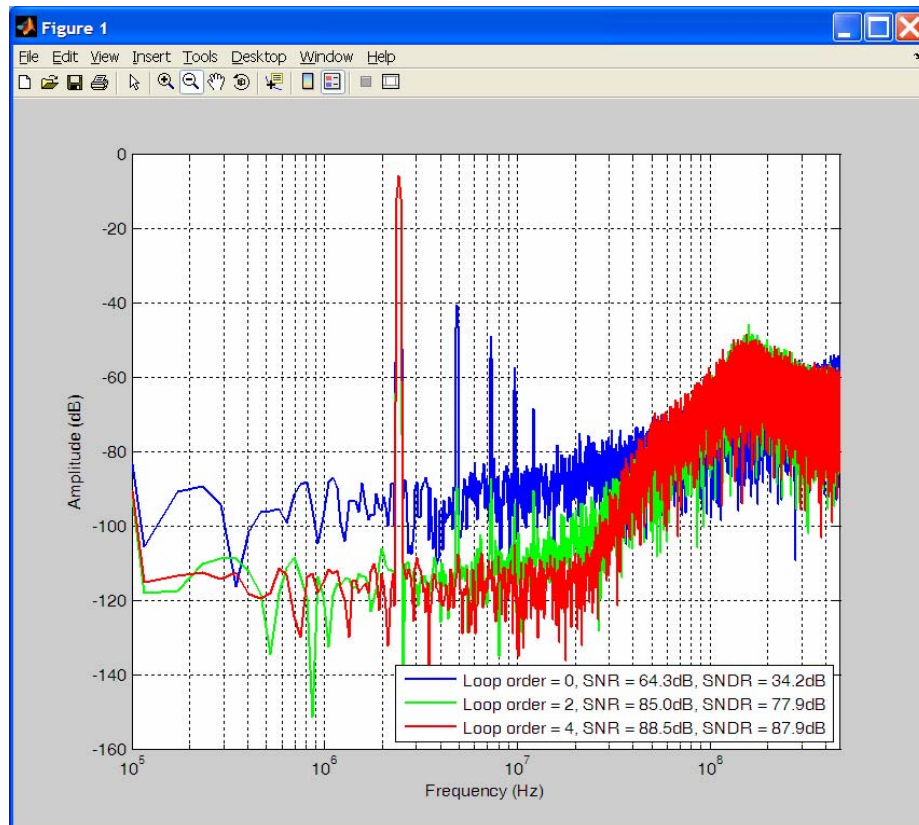 Figure 1
File Edit View Insert Tools Desktop Window Help
0
-20
-40
-60
-80
-100
-120
-140
-160
Amplitude (dB)
10^5
10^6
10^7
10^8
Frequency (Hz)
Loop order = 0, SNR = 64.3dB, SNDR = 34.2dB
Loop order = 2, SNR = 85.0dB, SNDR = 77.9dB
Loop order = 4, SNR = 88.5dB, SNDR = 87.9dB